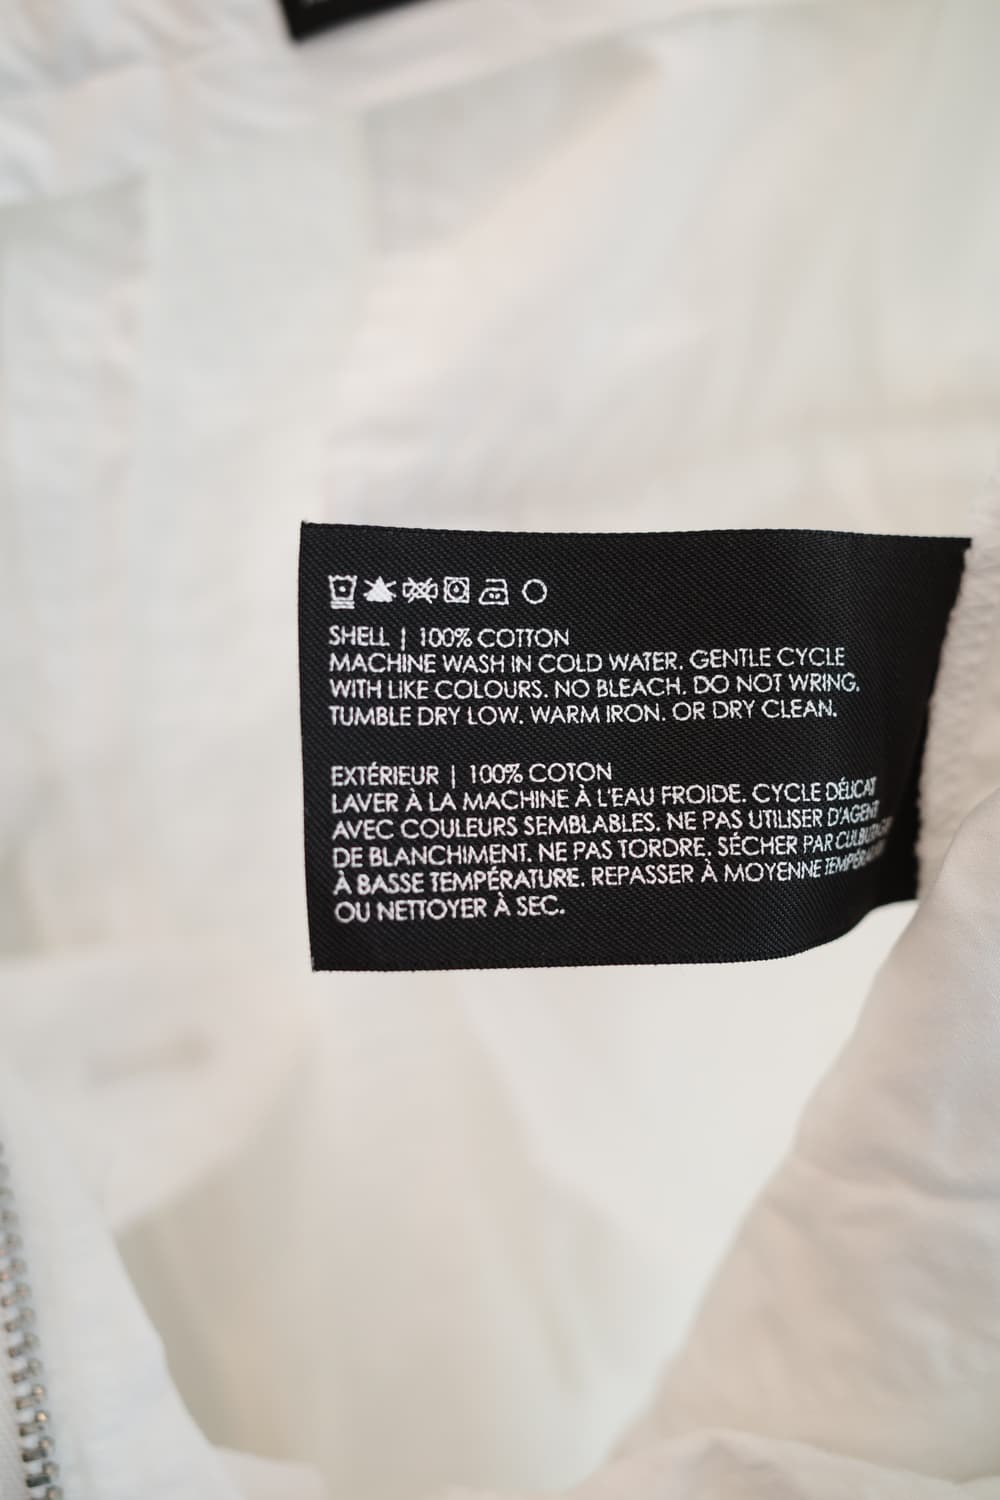 SHELL | 100% COTTON
MACHINE WASH IN COLD WATER. GENTLE CYCLE
WITH LIKE COLOURS. NO BLEACH. DO NOT WRING.
TUMBLE DRY LOW. WARM IRON. OR DRY CLEAN.
EXTÉRIEUR | 100% COTON
LAVER À LA MACHINE À L'EAU FROIDE. CYCLE DÉLICAT
AVEC COULEURS SEMBLABLES. NE PAS UTILISER D'AGENT
DE BLANCHIMENT. NE PAS TORDRE. SÉCHER PAR
À BASSE TEMPÉRATURE. REPASSER À MOYENNE
OU NETTOYER À SEC.